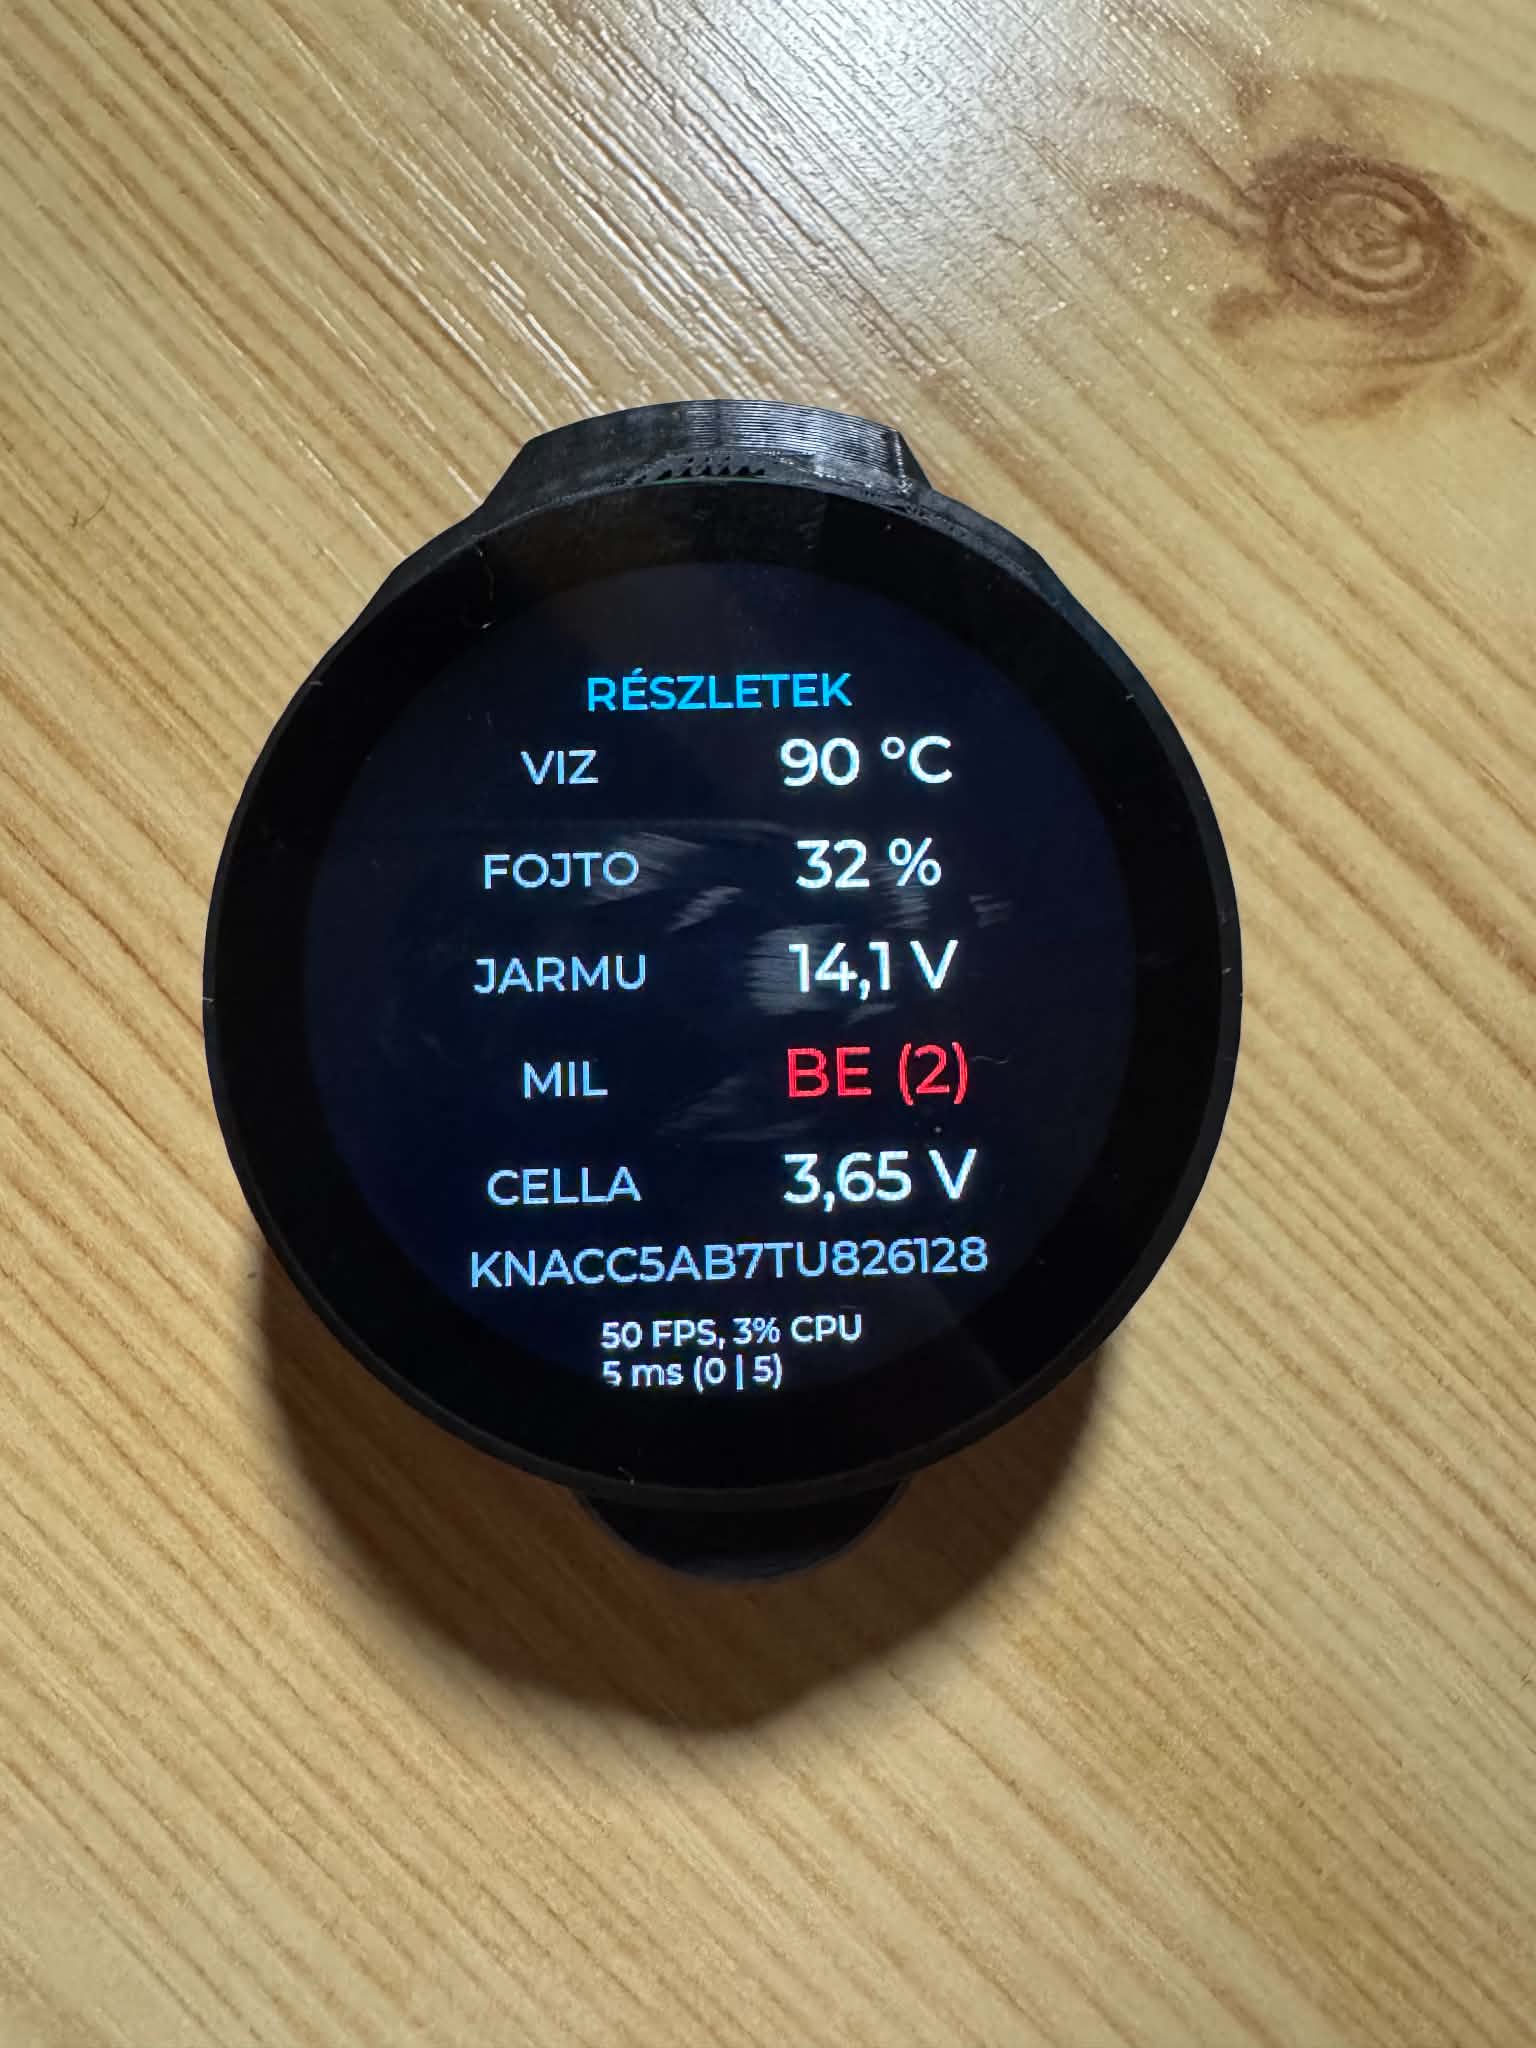 RÉSZLETEK
VIZ 90 °C
FOJTO 32 %
JARMU 14,1 V
MIL BE (2)
CELLA 3,65 V
KNACC5AB7TU826128
50 FPS, 3% CPU
5 ms (0 | 5)